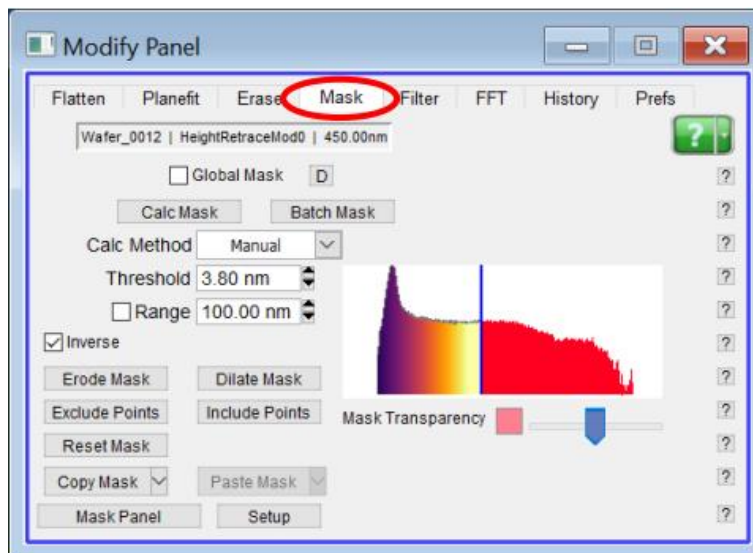 Modify Panel
Flatten Planefit Erase Mask Filter FFT History Prefs
Wafer_0012 | HeightRetraceMod0 | 450.00nm
?
Global Mask D ?
Calc Mask Batch Mask ?
Calc Method Manual ?
Threshold 3.80 nm ?
Range 100.00 nm ?
Inverse ?
Erode Mask Dilate Mask ?
Exclude Points Include Points Mask Transparency ?
Reset Mask ?
Copy Mask Paste Mask ?
Mask Panel Setup ?